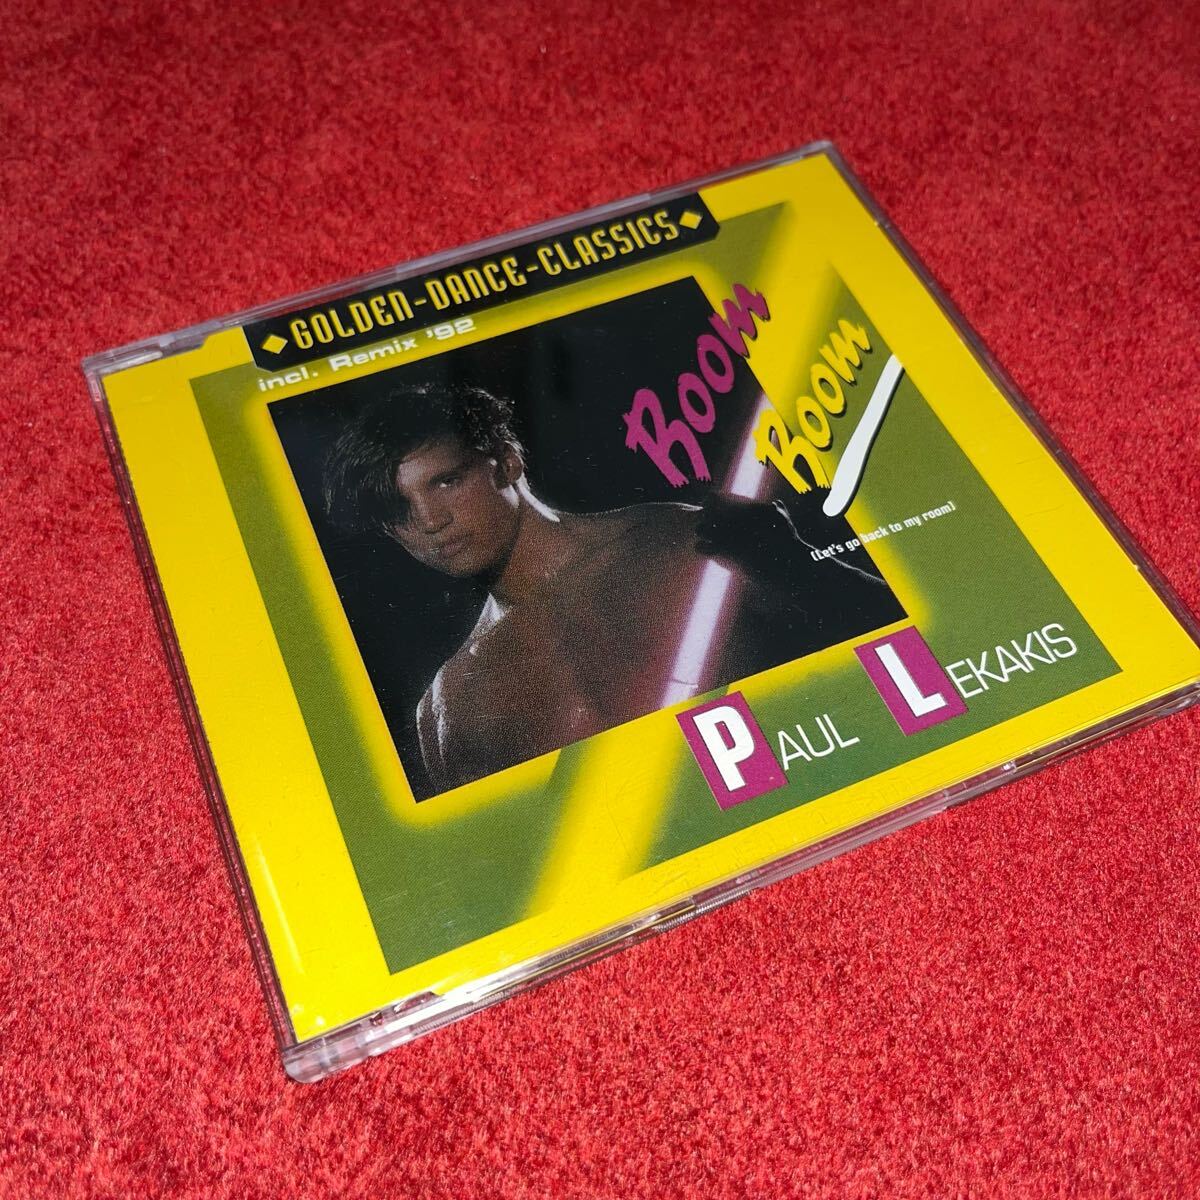 GOLDEN-DANCE-CLASSICS
incl. Remix '92
Boom
Boom
(Let's go back to my room)
PAUL LEKAKIS